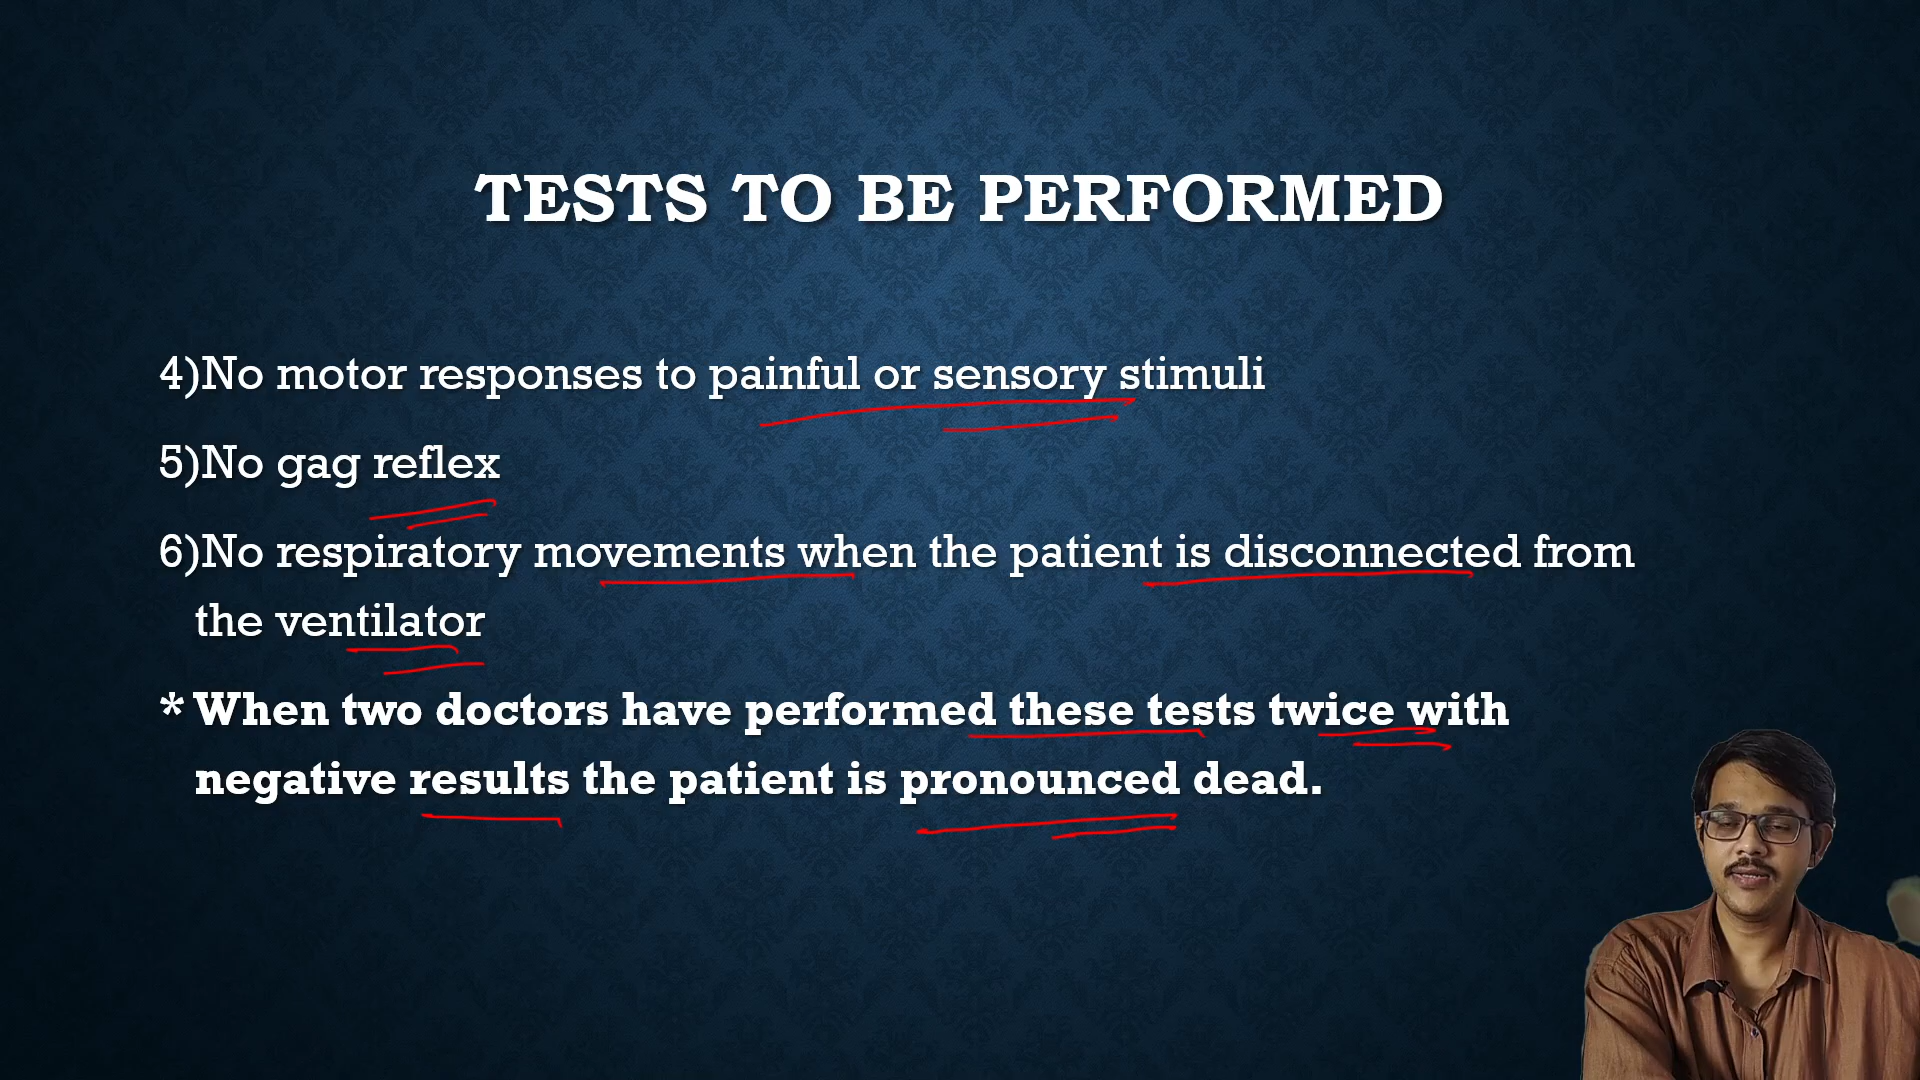 TESTS TO BE PERFORMED
4)No motor responses to painful or sensory stimuli
5)No gag reflex
6)No respiratory movements when the patient is disconnected from
the ventilator
* When two doctors have performed these tests twice with
negative results the patient is pronounced dead.